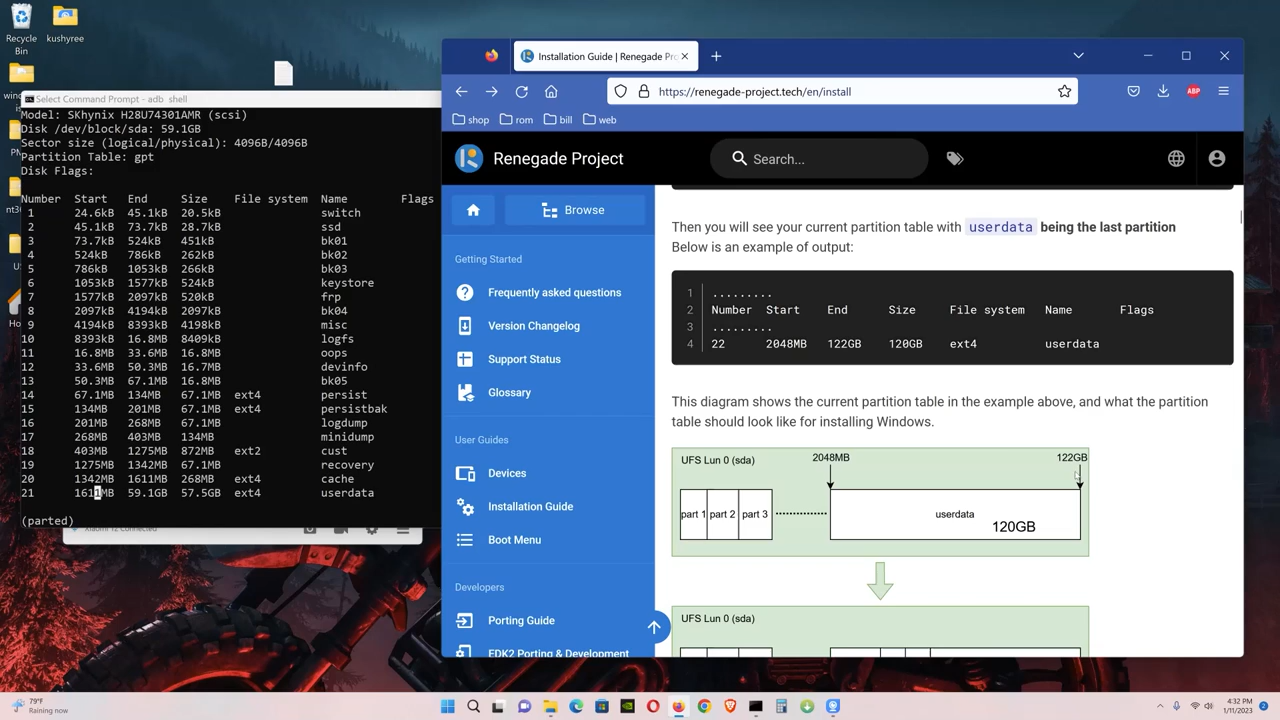 Recycle Bin
kushyree
Select Command Prompt - adb shell
Model: SKhynix H28U74301AMR (scsi)
Disk /dev/block/sda: 59.1GB
Sector size (logical/physical): 4096B/4096B
Partition Table: gpt
Disk Flags:
Number Start End Size File system Name Flags
1 24.6kB 45.1kB 20.5kB switch
2 45.1kB 73.7kB 28.7kB ssd
3 73.7kB 524kB 451kB bk01
4 524kB 786kB 262kB bk02
5 786kB 1053kB 266kB bk03
6 1053kB 1577kB 524kB keystore
7 1577kB 2097kB 520kB frp
8 2097kB 4194kB 2097kB bk04
9 4194kB 8393kB 4198kB misc
10 8393kB 16.8MB 8409kB logfs
11 16.8MB 33.6MB 16.8MB oops
12 33.6MB 50.3MB 16.7MB devinfo
13 50.3MB 67.1MB 16.8MB bk05
14 67.1MB 134MB 67.1MB ext4 persist
15 134MB 201MB 67.1MB ext4 persistbak
16 201MB 268MB 67.1MB logdump
17 268MB 403MB 134MB minidump
18 403MB 1275MB 872MB ext2 cust
19 1275MB 1342MB 67.1MB recovery
20 1342MB 1611MB 268MB ext4 cache
21 1611MB 59.1GB 57.5GB ext4 userdata
(parted)
Installation Guide | Renegade Pro
https://renegade-project.tech/en/install
ABP
shop rom bill web
Renegade Project
Search...
Browse
Getting Started
Frequently asked questions
Version Changelog
Support Status
Glossary
User Guides
Devices
Installation Guide
Boot Menu
Developers
Porting Guide
EDK2 Porting & Development
Then you will see your current partition table with userdata being the last partition
Below is an example of output:
1 .........
2 Number Start End Size File system Name Flags
3 .........
4 22 2048MB 122GB 120GB ext4 userdata
This diagram shows the current partition table in the example above, and what the partition
table should look like for installing Windows.
UFS Lun 0 (sda) 2048MB 122GB
part 1 part 2 part 3 userdata
120GB
UFS Lun 0 (sda)
79°F
Raining now
4:32 PM
1/11/2023